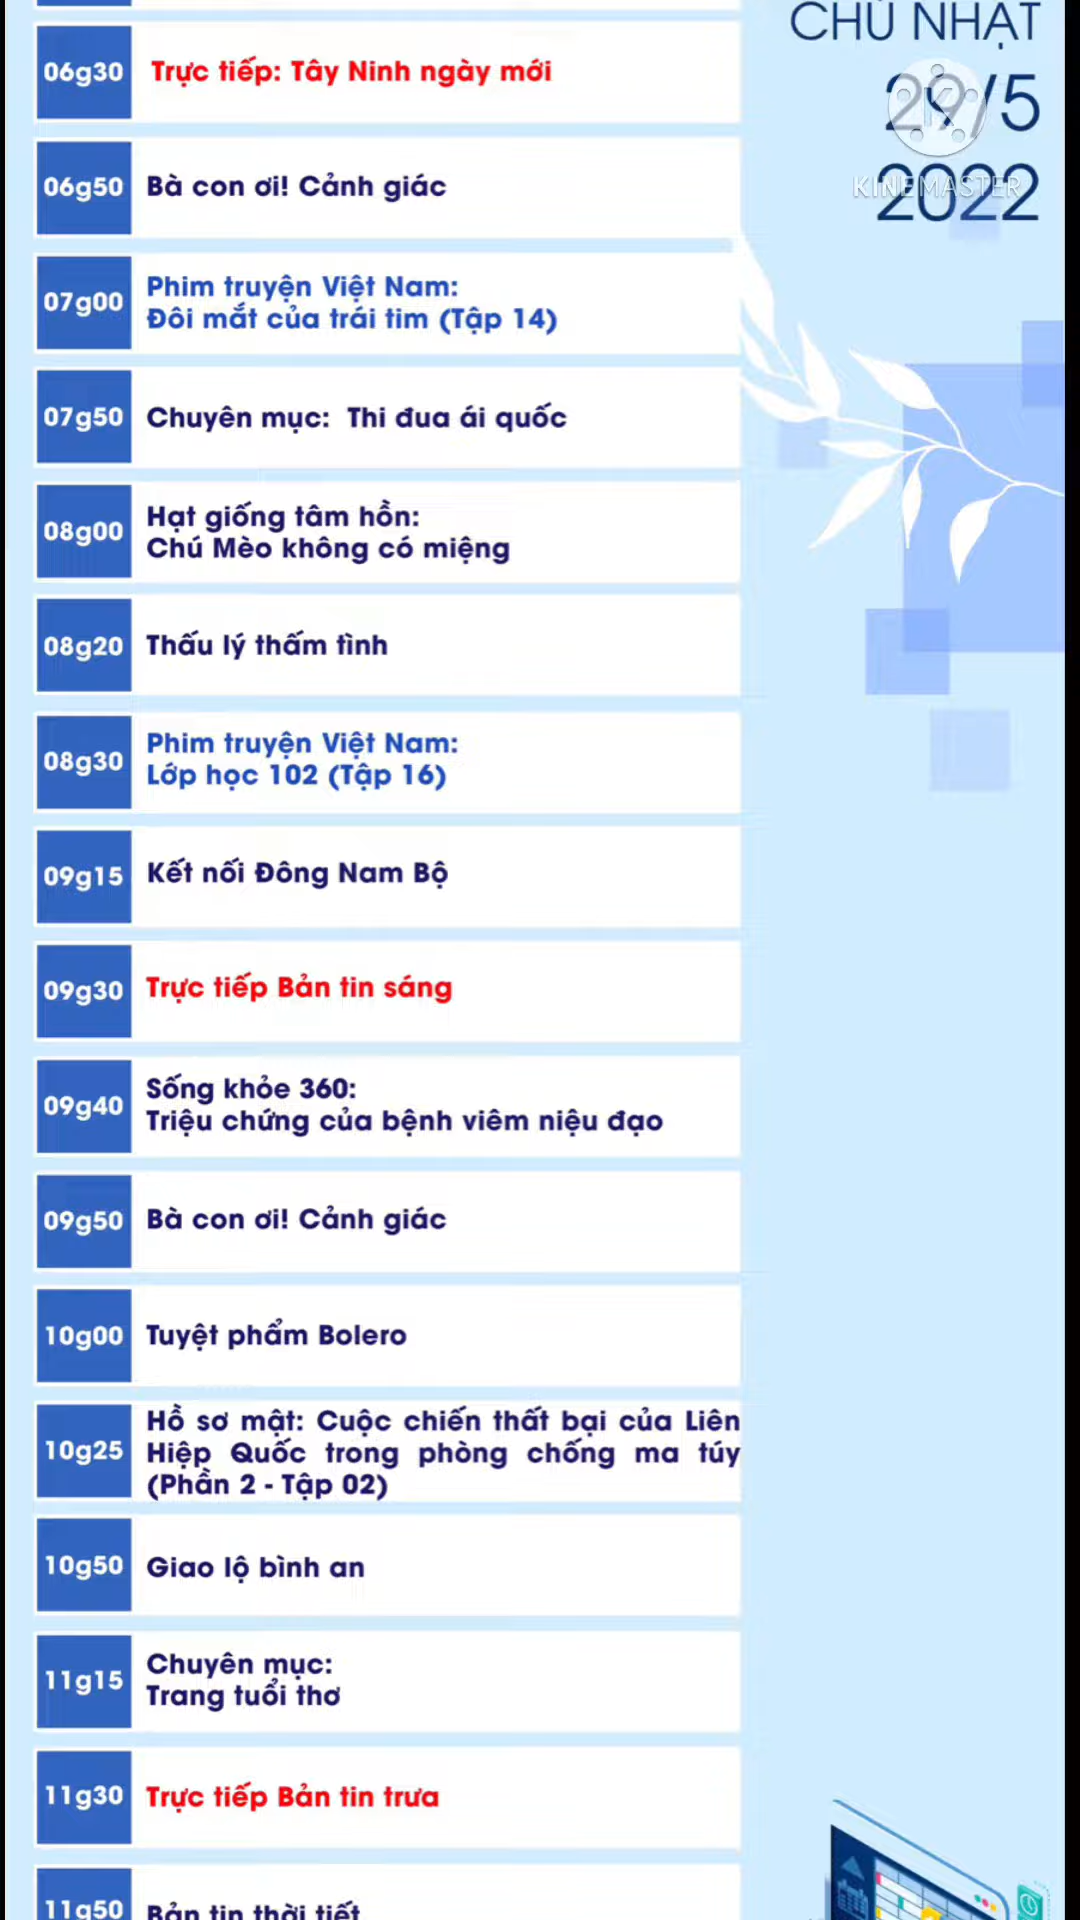 CHỦ NHẬT
29/5
2022
KINEMASTER
06g30 Trực tiếp: Tây Ninh ngày mới
06g50 Bà con ơi! Cảnh giác
07g00 Phim truyện Việt Nam:
Đôi mắt của trái tim (Tập 14)
07g50 Chuyên mục: Thi đua ái quốc
08g00 Hạt giống tâm hồn:
Chú Mèo không có miệng
08g20 Thấu lý thấm tình
08g30 Phim truyện Việt Nam:
Lớp học 102 (Tập 16)
09g15 Kết nối Đông Nam Bộ
09g30 Trực tiếp Bản tin sáng
09g40 Sống khỏe 360:
Triệu chứng của bệnh viêm niệu đạo
09g50 Bà con ơi! Cảnh giác
10g00 Tuyệt phẩm Bolero
10g25 Hồ sơ mật: Cuộc chiến thất bại của Liên
Hiệp Quốc trong phòng chống ma túy
(Phần 2 - Tập 02)
10g50 Giao lộ bình an
11g15 Chuyên mục:
Trang tuổi thơ
11g30 Trực tiếp Bản tin trưa
11g50 Bản tin thời tiết